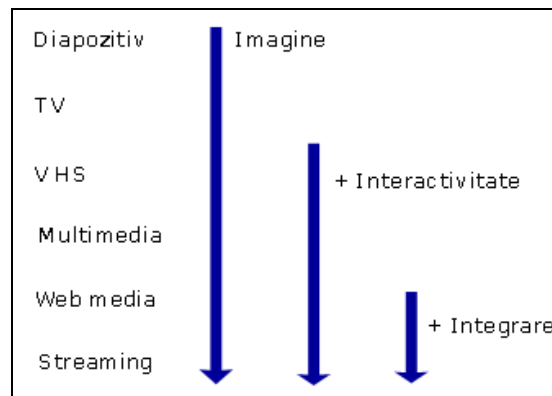 Diapozitiv
Imagine
TV
VHS
+ Interactivitate
Multimedia
Web media
+ Integrare
Streaming